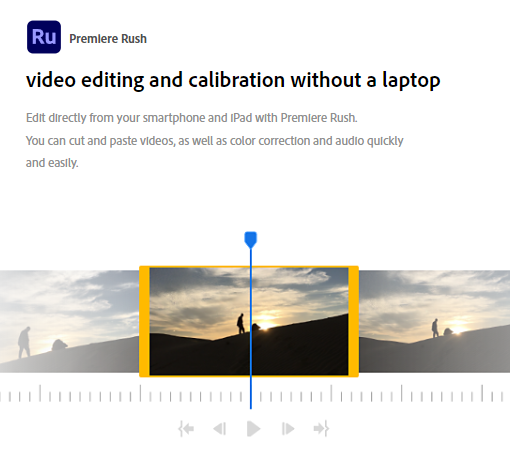 Ru Premiere Rush
video editing and calibration without a laptop
Edit directly from your smartphone and iPad with Premiere Rush.
You can cut and paste videos, as well as color correction and audio quickly
and easily.